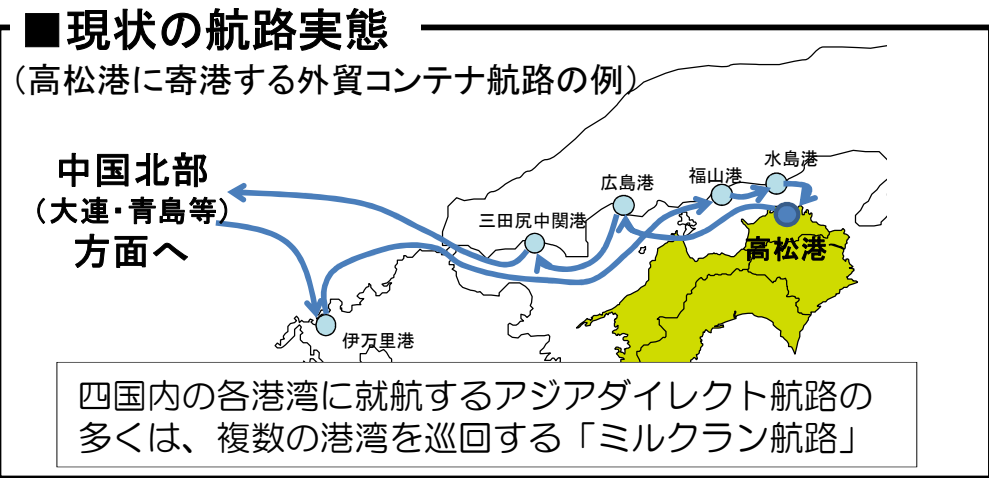 ■現状の航路実態
（高松港に寄港する外貿コンテナ航路の例）
中国北部
（大連・青島等）
方面へ
水島港
福山港
広島港
三田尻中関港
高松港
伊万里港
四国内の各港湾に就航するアジアダイレクト航路の
多くは、複数の港湾を巡回する「ミルクラン航路」